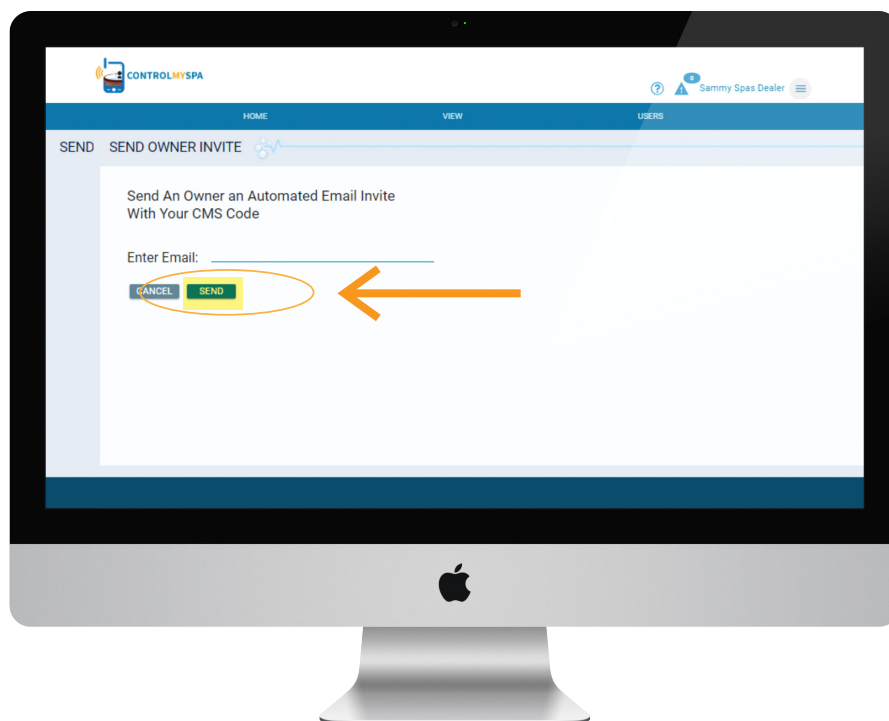 CONTROLMYSPA
8
Sammy Spas Dealer
HOME VIEW USERS
SEND SEND OWNER INVITE
Send An Owner an Automated Email Invite
With Your CMS Code
Enter Email:
CANCEL SEND